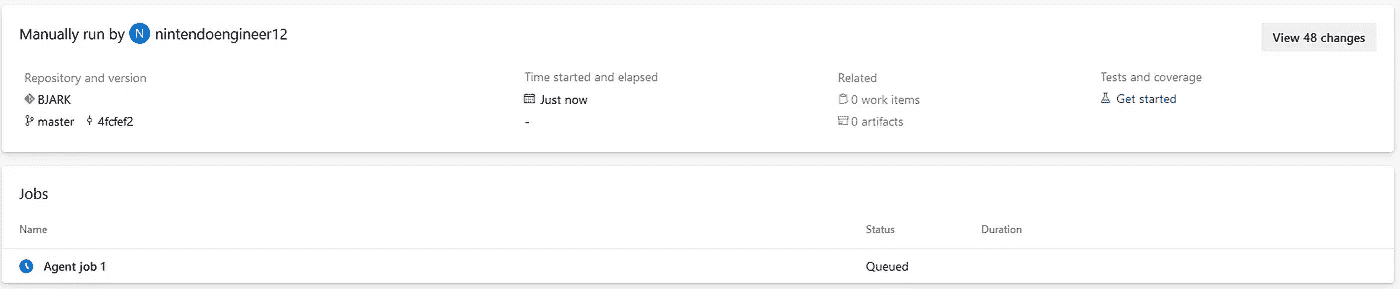 Manually run by N nintendoengineer12
View 48 changes
Repository and version
Time started and elapsed
Related
Tests and coverage
BJARK
Just now
0 work items
Get started
master 4fcfef2
-
0 artifacts
Jobs
Name Status Duration
Agent job 1 Queued